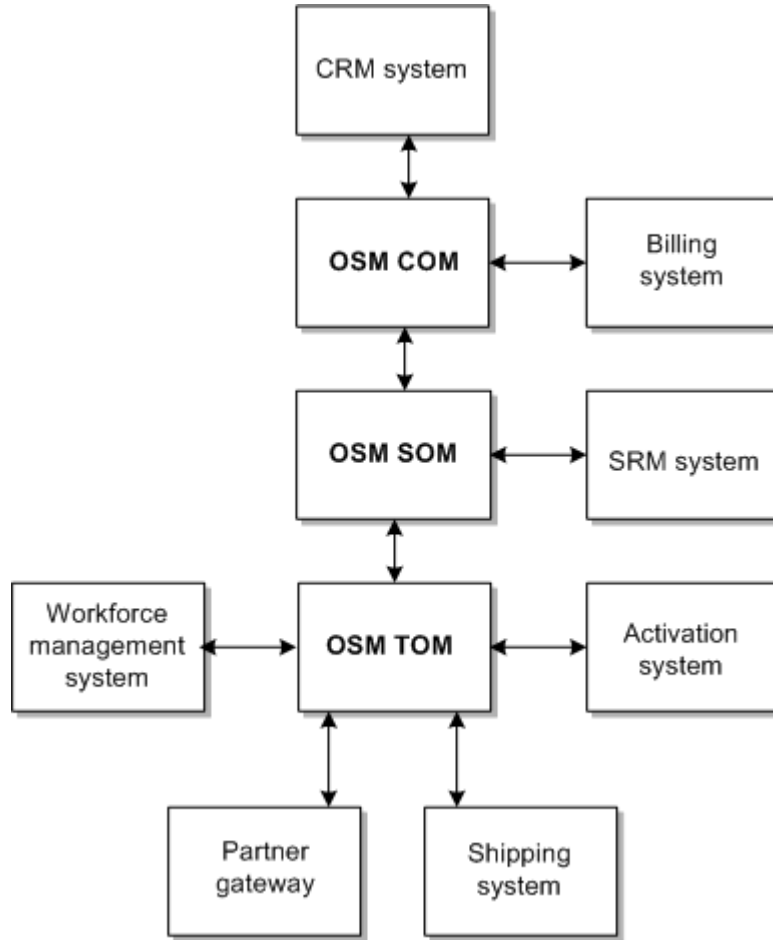 CRM system
OSM COM
Billing
system
OSM SOM
SRM system
Workforce
management
system
OSM TOM
Activation
system
Partner
gateway
Shipping
system